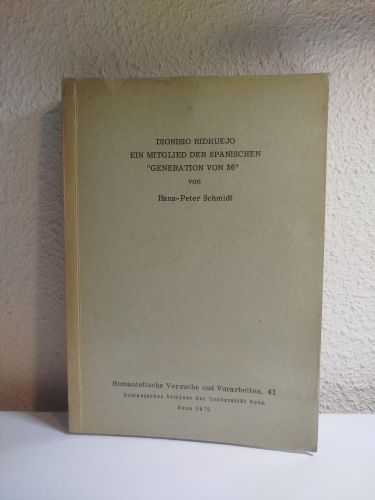 DIONISIO RIDRUEJO
EIN MITGLIED DER SPANISCHEN
"GENERATION VON 36"
von
Hans-Peter Schmidt
Romanistische Versuche und Vorarbeiten. 41
Romanisches Seminar der Universität Bonn
Bonn 1972